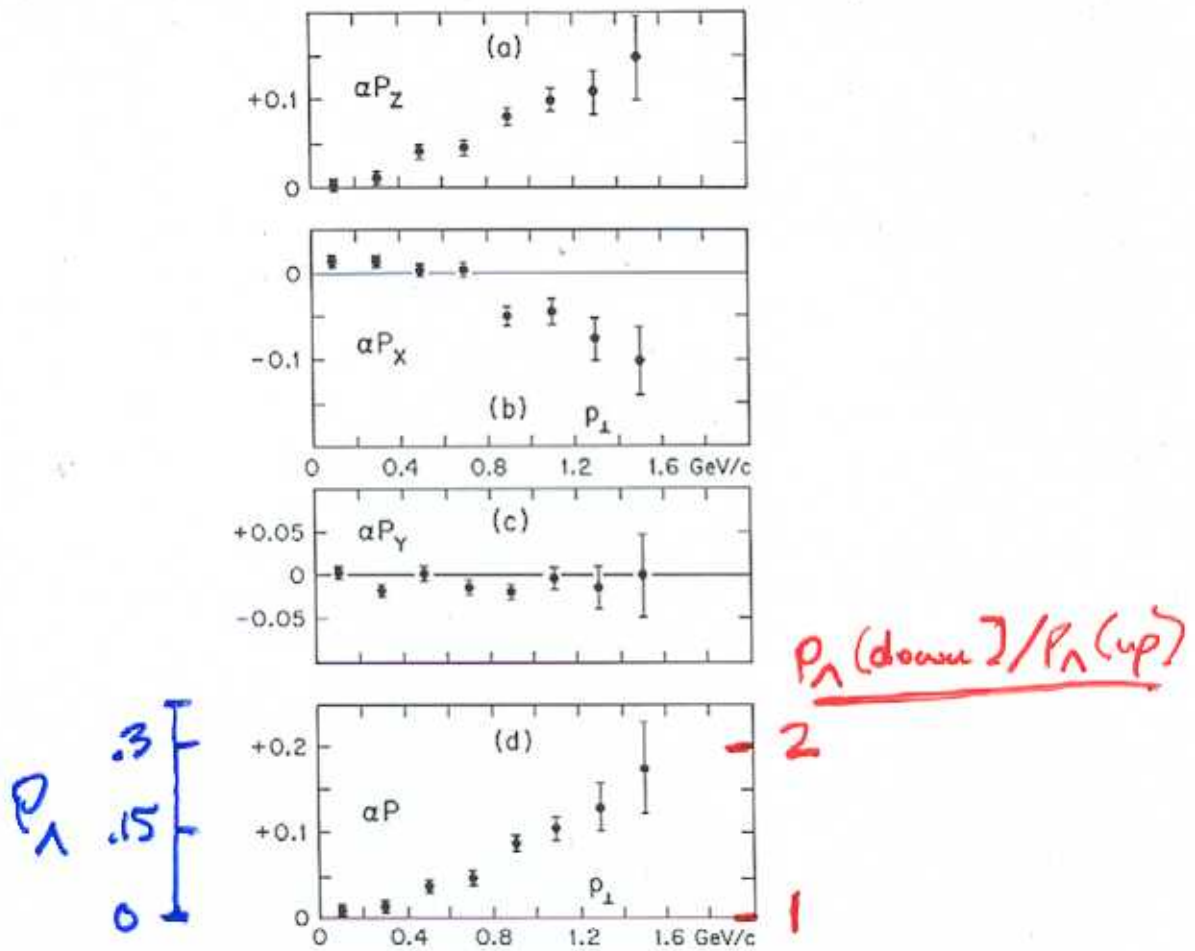 (a)
αP_Z
+0.1
0
0
αP_X
-0.1
(b) p_⊥
0 0.4 0.8 1.2 1.6 GeV/c
+0.05
αP_Y (c)
0
-0.05
P_Λ (down)/P_Λ (up)
.3 +0.2 (d) 2
P_Λ .15 +0.1 αP
p_⊥
0 0 1
0 0.4 0.8 1.2 1.6 GeV/c